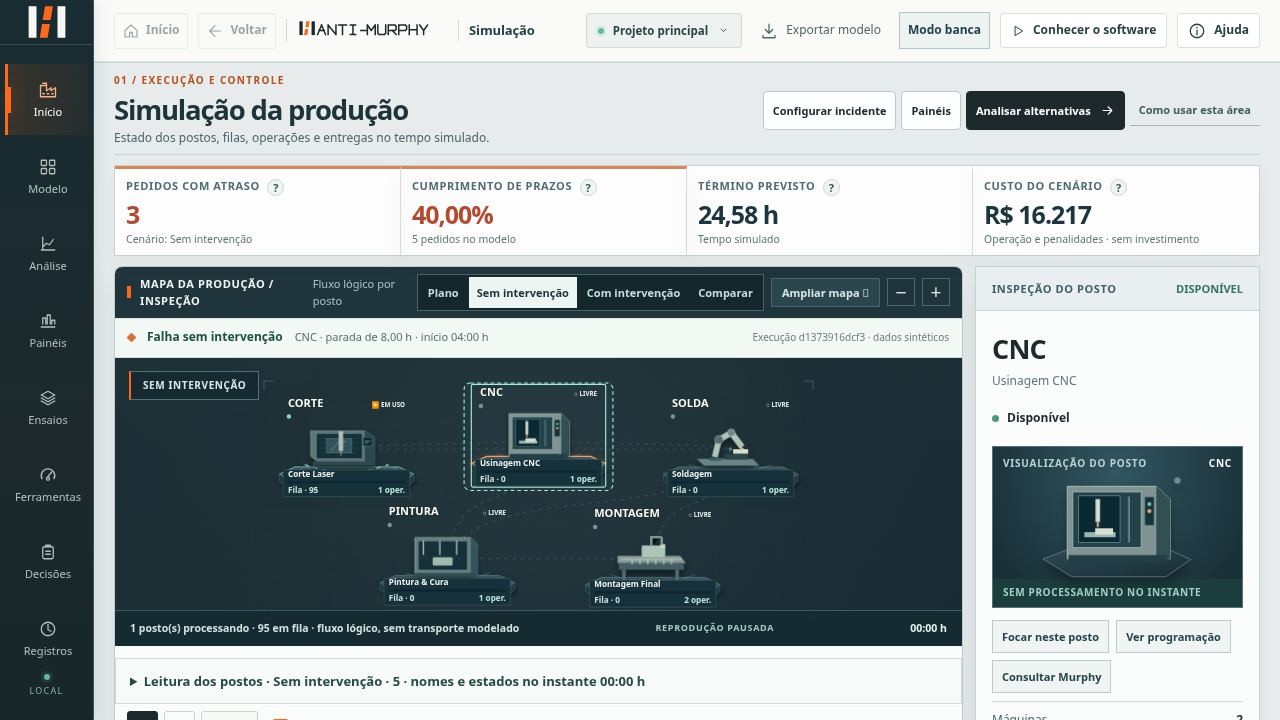 Início
Modelo
Análise
Painéis
Ensaios
Ferramentas
Decisões
Registros
LOCAL
Início
Voltar
ANTI-MURPHY
Simulação
Projeto principal
Exportar modelo
Modo banca
Conhecer o software
Ajuda
01 / EXECUÇÃO E CONTROLE
Simulação da produção
Estado dos postos, filas, operações e entregas no tempo simulado.
Configurar incidente
Painéis
Analisar alternativas →
Como usar esta área
PEDIDOS COM ATRASO ?
3
Cenário: Sem intervenção
CUMPRIMENTO DE PRAZOS ?
40,00%
5 pedidos no modelo
TÉRMINO PREVISTO ?
24,58 h
Tempo simulado
CUSTO DO CENÁRIO ?
R$ 16.217
Operação e penalidades · sem investimento
MAPA DA PRODUÇÃO /
INSPEÇÃO
Fluxo lógico por
posto
Plano
Sem intervenção
Com intervenção
Comparar
Ampliar mapa
−
+
Falha sem intervenção
CNC · parada de 8,00 h · início 04:00 h
Execução d1373916dcf3 · dados sintéticos
SEM INTERVENÇÃO
CORTE
EM USO
Corte Laser
Fila · 95
1 oper.
CNC
LIVRE
Usinagem CNC
Fila · 0
1 oper.
SOLDA
LIVRE
Soldagem
Fila · 0
1 oper.
PINTURA
LIVRE
Pintura & Cura
Fila · 0
1 oper.
MONTAGEM
LIVRE
Montagem Final
Fila · 0
2 oper.
1 posto(s) processando · 95 em fila · fluxo lógico, sem transporte modelado
REPRODUÇÃO PAUSADA
00:00 h
▶ Leitura dos postos · Sem intervenção · 5 · nomes e estados no instante 00:00 h
INSPEÇÃO DO POSTO
DISPONÍVEL
CNC
Usinagem CNC
Disponível
VISUALIZAÇÃO DO POSTO
CNC
SEM PROCESSAMENTO NO INSTANTE
Focar neste posto
Ver programação
Consultar Murphy
Máquinas
2